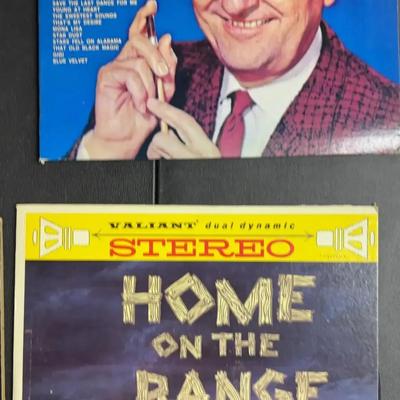 SAVE THE LAST DANCE FOR ME
YOUNG AT HEART
THE SWEETEST SOUNDS
THAT'S MY DESIRE
MONA LISA
STAR DUST
STARS FELL ON ALABAMA
THAT OLD BLACK MAGIC
GIGI
BLUE VELVET
VALIANT dual dynamic
STEREO
HOME
ON THE
RANGE